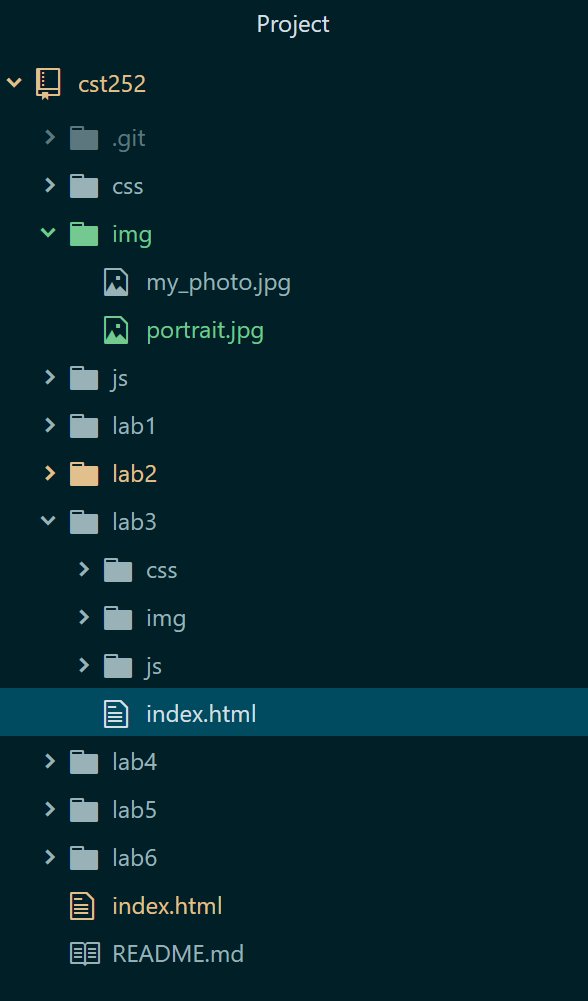 Project
cst252
.git
css
img
my_photo.jpg
portrait.jpg
js
lab1
lab2
lab3
css
img
js
index.html
lab4
lab5
lab6
index.html
README.md